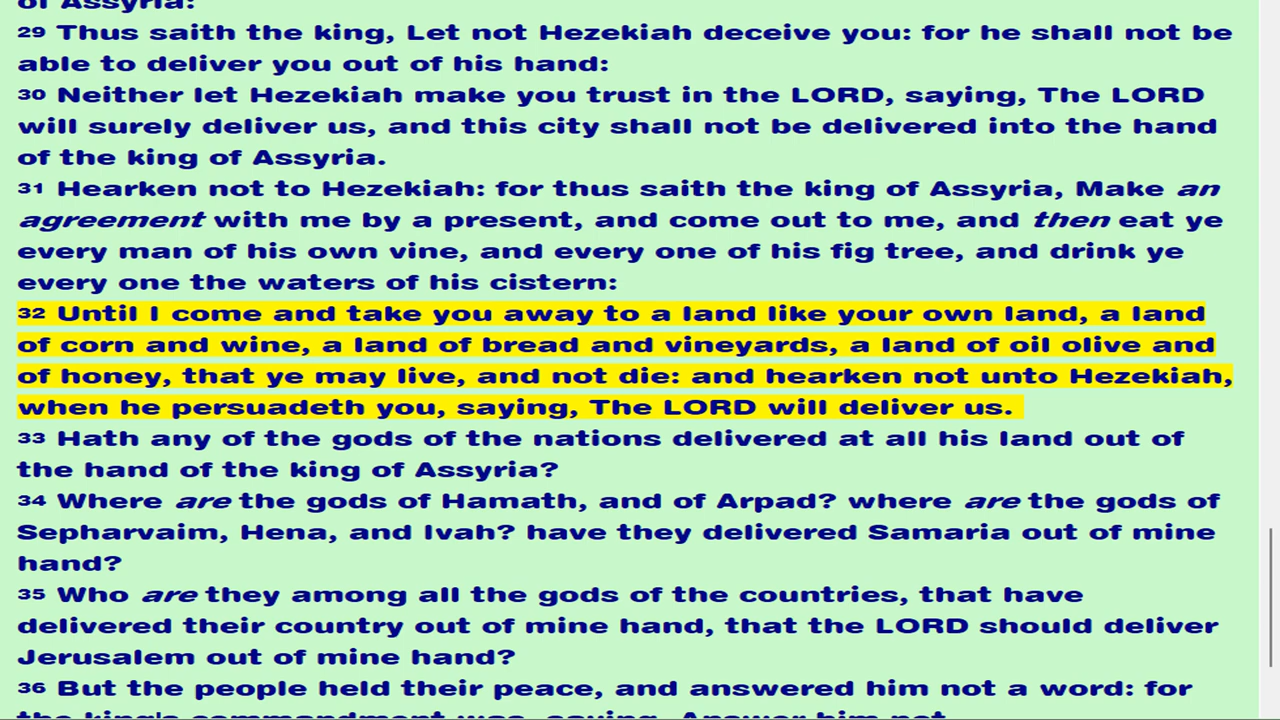 of Assyria:
29 Thus saith the king, Let not Hezekiah deceive you: for he shall not be
able to deliver you out of his hand:
30 Neither let Hezekiah make you trust in the LORD, saying, The LORD
will surely deliver us, and this city shall not be delivered into the hand
of the king of Assyria.
31 Hearken not to Hezekiah: for thus saith the king of Assyria, Make an
agreement with me by a present, and come out to me, and then eat ye
every man of his own vine, and every one of his fig tree, and drink ye
every one the waters of his cistern:
32 Until I come and take you away to a land like your own land, a land
of corn and wine, a land of bread and vineyards, a land of oil olive and
of honey, that ye may live, and not die: and hearken not unto Hezekiah,
when he persuadeth you, saying, The LORD will deliver us.
33 Hath any of the gods of the nations delivered at all his land out of
the hand of the king of Assyria?
34 Where are the gods of Hamath, and of Arpad? where are the gods of
Sepharvaim, Hena, and Ivah? have they delivered Samaria out of mine
hand?
35 Who are they among all the gods of the countries, that have
delivered their country out of mine hand, that the LORD should deliver
Jerusalem out of mine hand?
36 But the people held their peace, and answered him not a word: for
the king's commandment was, saying, Answer him not.